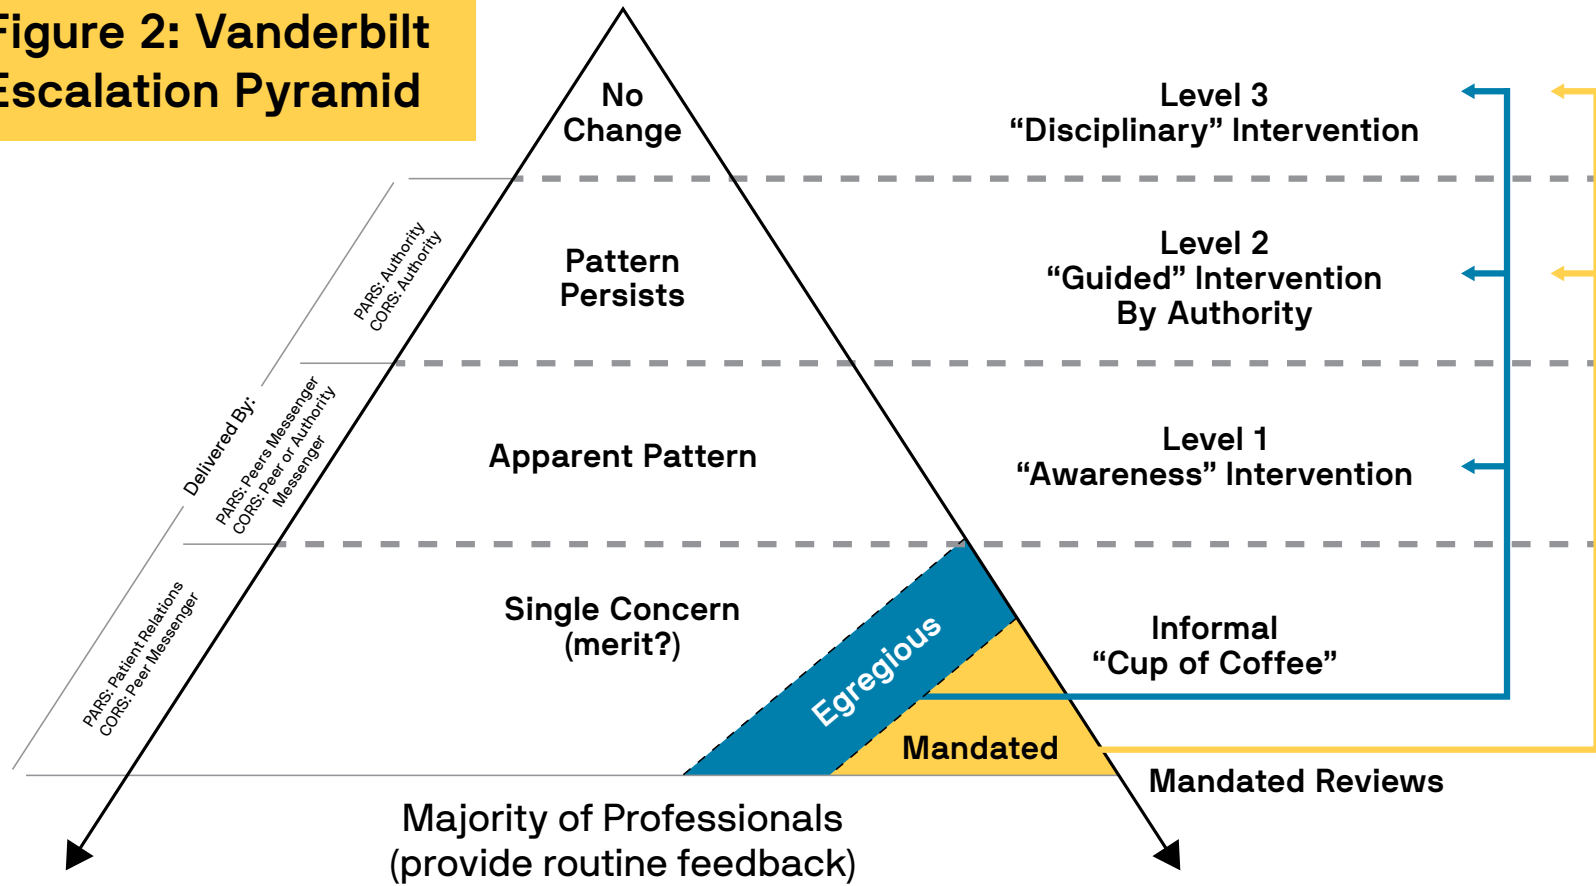 Figure 2: Vanderbilt
Escalation Pyramid
No
Change
Level 3
“Disciplinary” Intervention
PARS: Authority
CORS: Authority
Pattern
Persists
Level 2
“Guided” Intervention
By Authority
Delivered By:
PARS: Peers Messenger
CORS: Peer or Authority
Messenger
Apparent Pattern
Level 1
“Awareness” Intervention
PARS: Patient Relations
CORS: Peer Messenger
Single Concern
(merit?)
Egregious
Mandated
Informal
“Cup of Coffee”
Mandated Reviews
Majority of Professionals
(provide routine feedback)